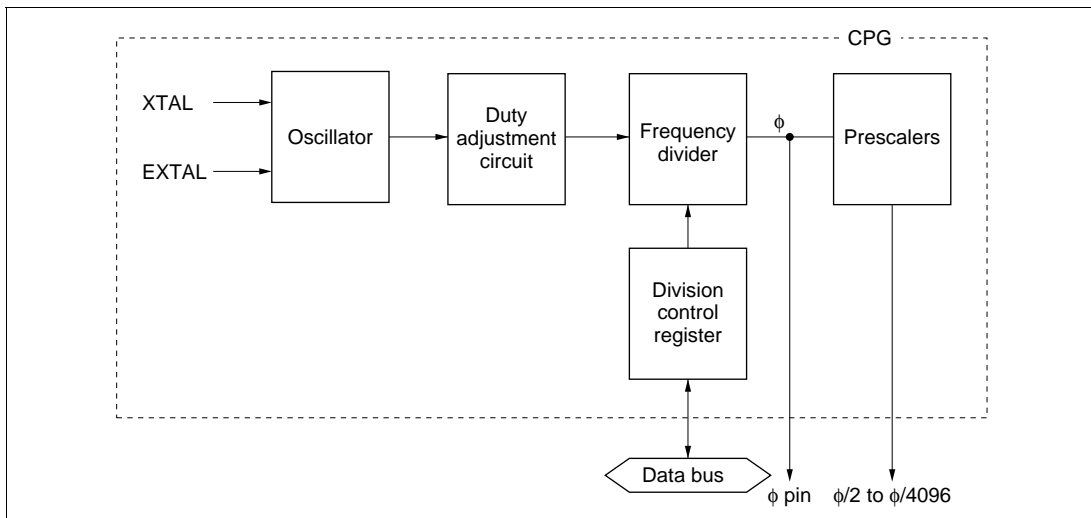 CPG
XTAL
EXTAL
Oscillator
Duty
adjustment
circuit
Frequency
divider
ϕ
Prescalers
Division
control
register
Data bus
ϕ pin
ϕ/2 to ϕ/4096